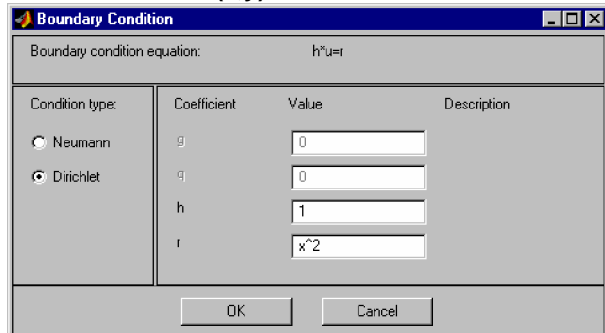 Boundary Condition
Boundary condition equation: h*u=r
Condition type: Coefficient Value Description
Neumann g 0
Dirichlet q 0
h 1
r x^2
OK Cancel